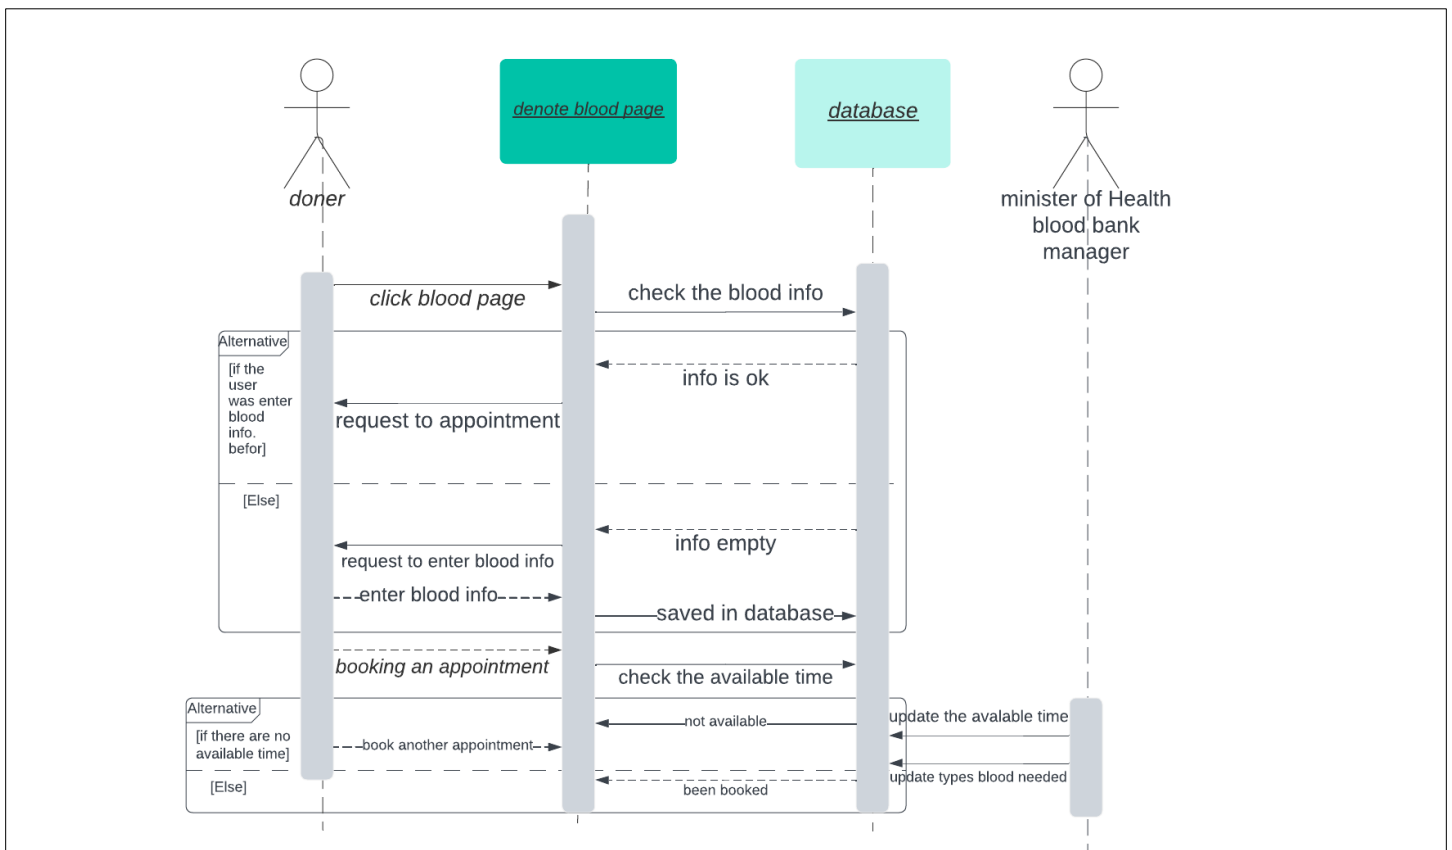 denote blood page
database
doner
minister of Health
blood bank
manager
click blood page
check the blood info
Alternative
[if the
user
was enter
blood
info.
befor]
info is ok
request to appointment
[Else]
info empty
request to enter blood info
enter blood info
saved in database
booking an appointment
check the available time
Alternative
[if there are no
available time]
not available
update the avalable time
book another appointment
update types blood needed
[Else]
been booked